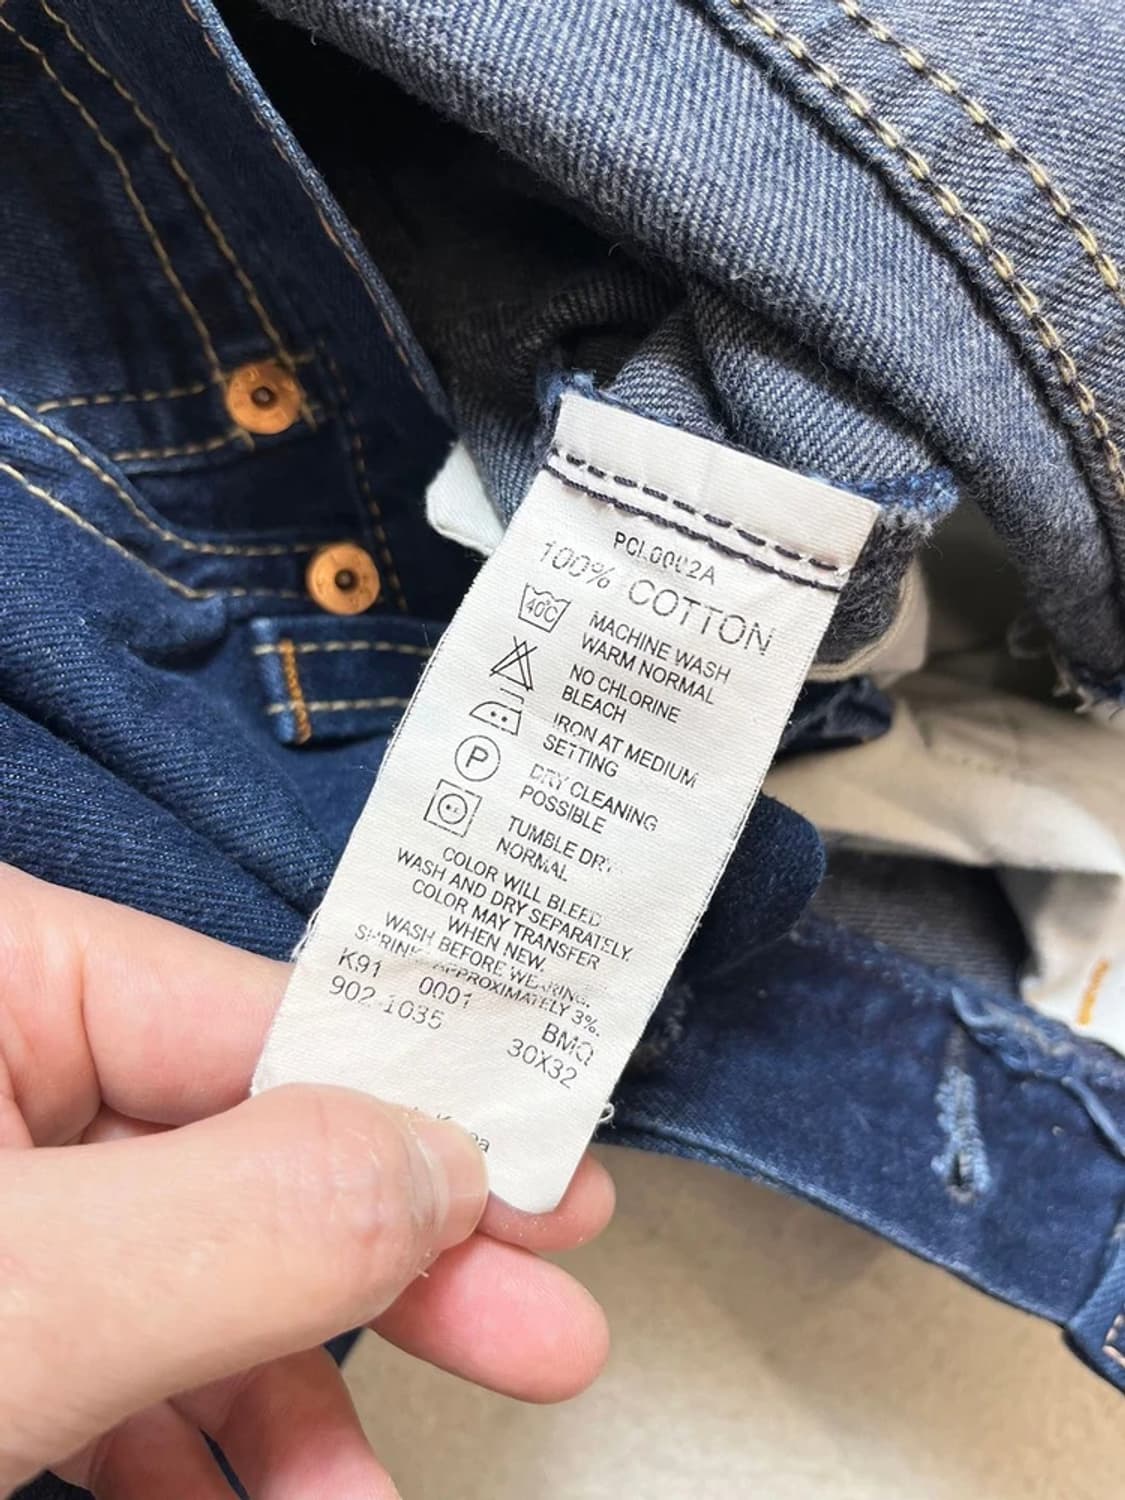 100% COTTON
40°C
MACHINE WASH
WARM NORMAL
NO CHLORINE
BLEACH
IRON AT MEDIUM
SETTING
P
DRY CLEANING
POSSIBLE
TUMBLE DRY
NORMAL
COLOR WILL BLEED
WASH AND DRY SEPARATELY.
COLOR MAY TRANSFER
WHEN NEW.
WASH BEFORE WEARING.
SHRINK APPROXIMATELY 3%.
K91 0001 BMQ
902 1035 30X32